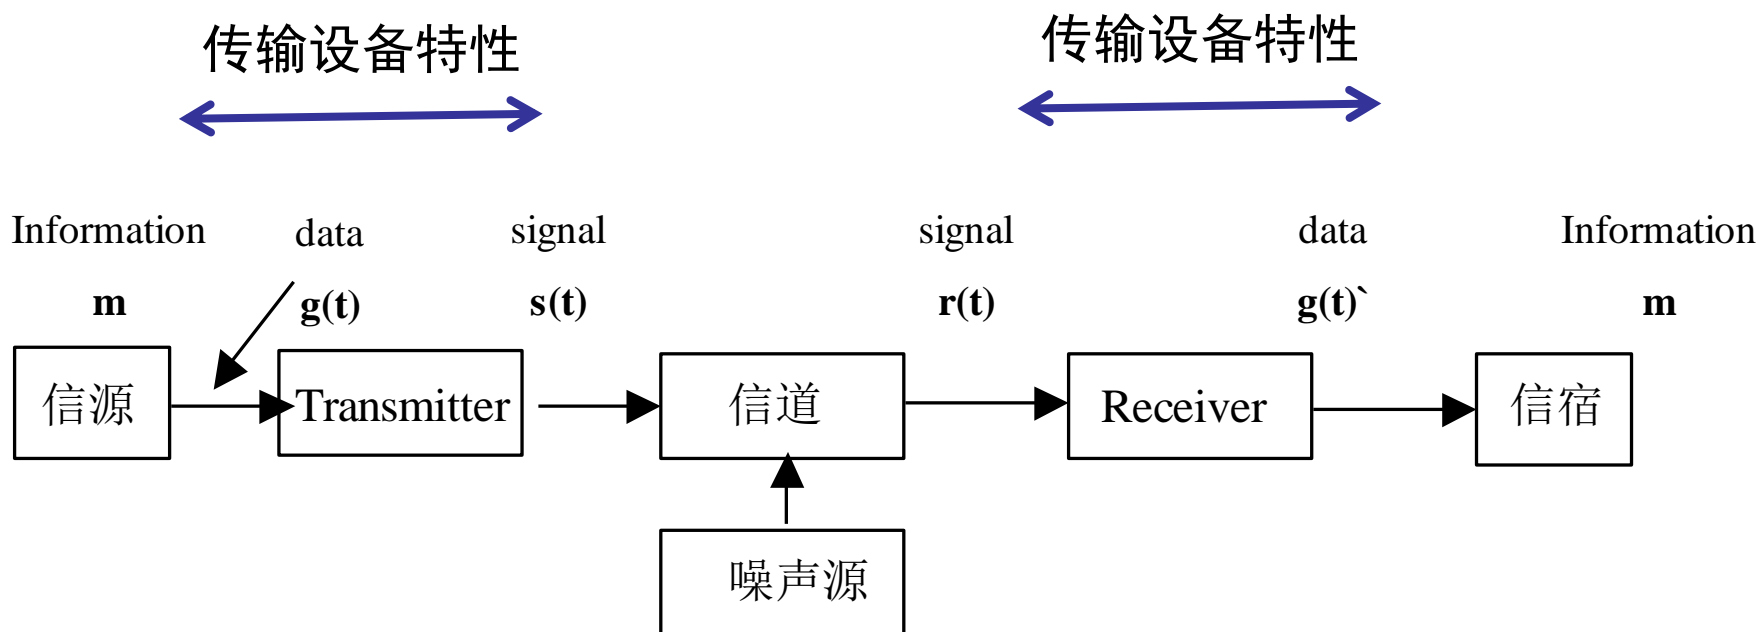 传输设备特性
传输设备特性
Information
data
signal
signal
data
Information
m
g(t)
s(t)
r(t)
g(t)`
m
信源
Transmitter
信道
Receiver
信宿
噪声源